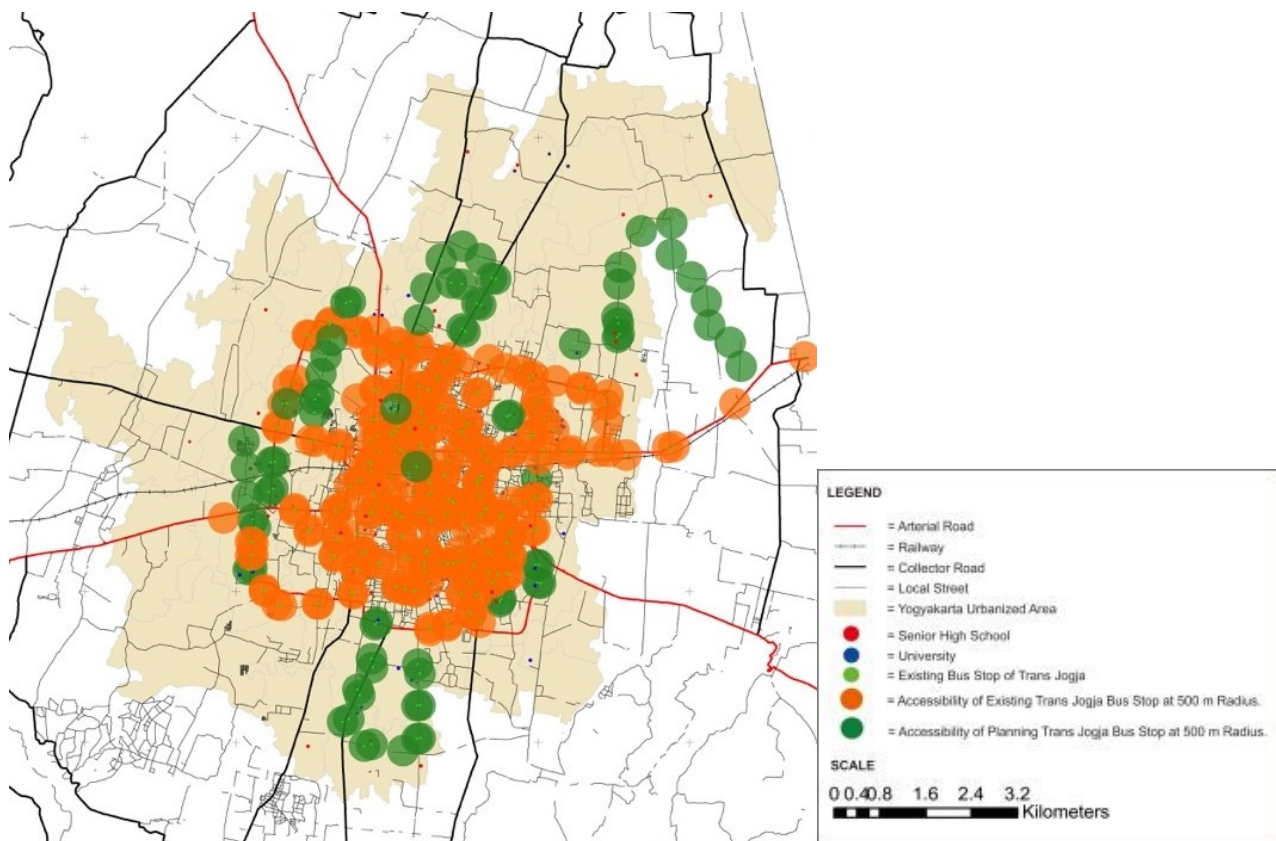 LEGEND
= Arterial Road
= Railway
= Collector Road
= Local Street
= Yogyakarta Urbanized Area
= Senior High School
= University
= Existing Bus Stop of Trans Jogja
= Accessibility of Existing Trans Jogja Bus Stop at 500 m Radius.
= Accessibility of Planning Trans Jogja Bus Stop at 500 m Radius.
SCALE
0 0.40.8 1.6 2.4 3.2
Kilometers